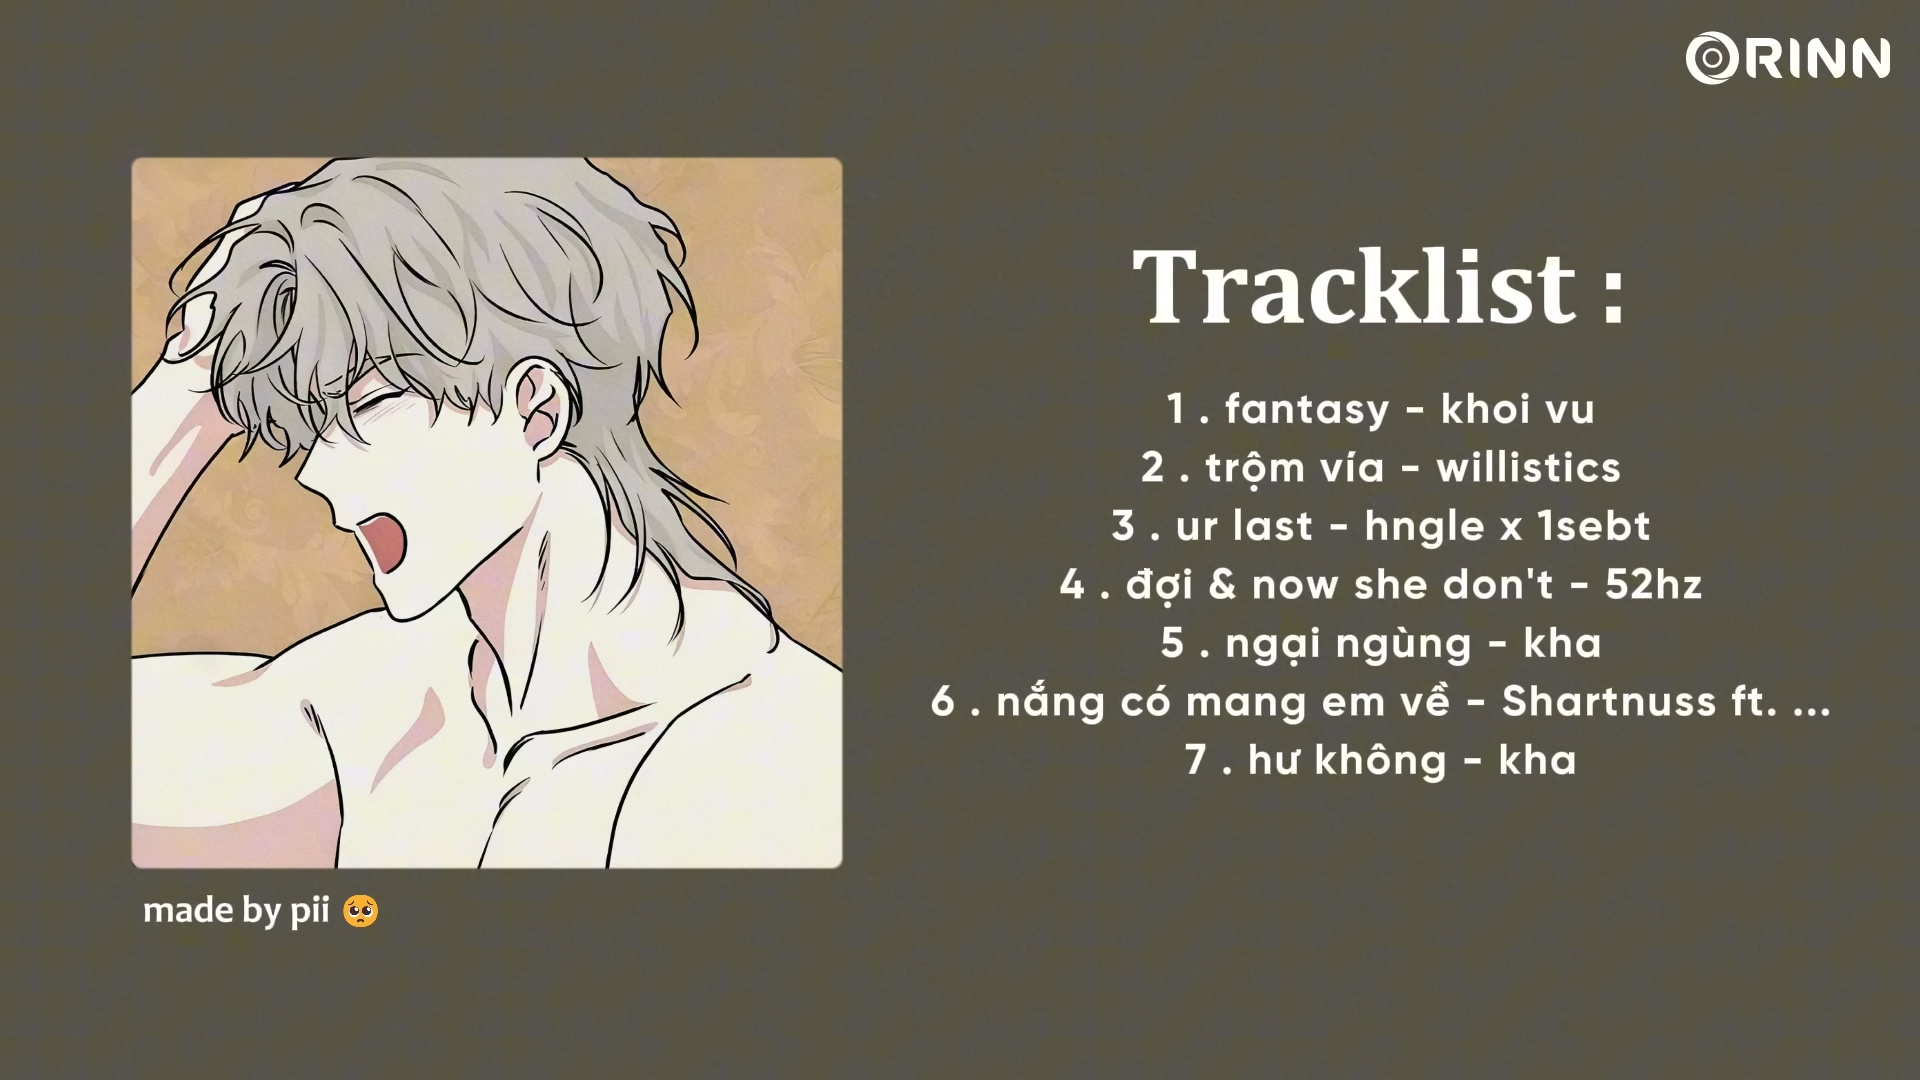 ORINN
Tracklist :
1 . fantasy - khoi vu
2 . trộm vía - willistics
3 . ur last - hngle x 1sebt
4 . đợi & now she don't - 52hz
5 . ngại ngùng - kha
6 . nắng có mang em về - Shartnuss ft. ...
7 . hư không - kha
made by pii 🥺